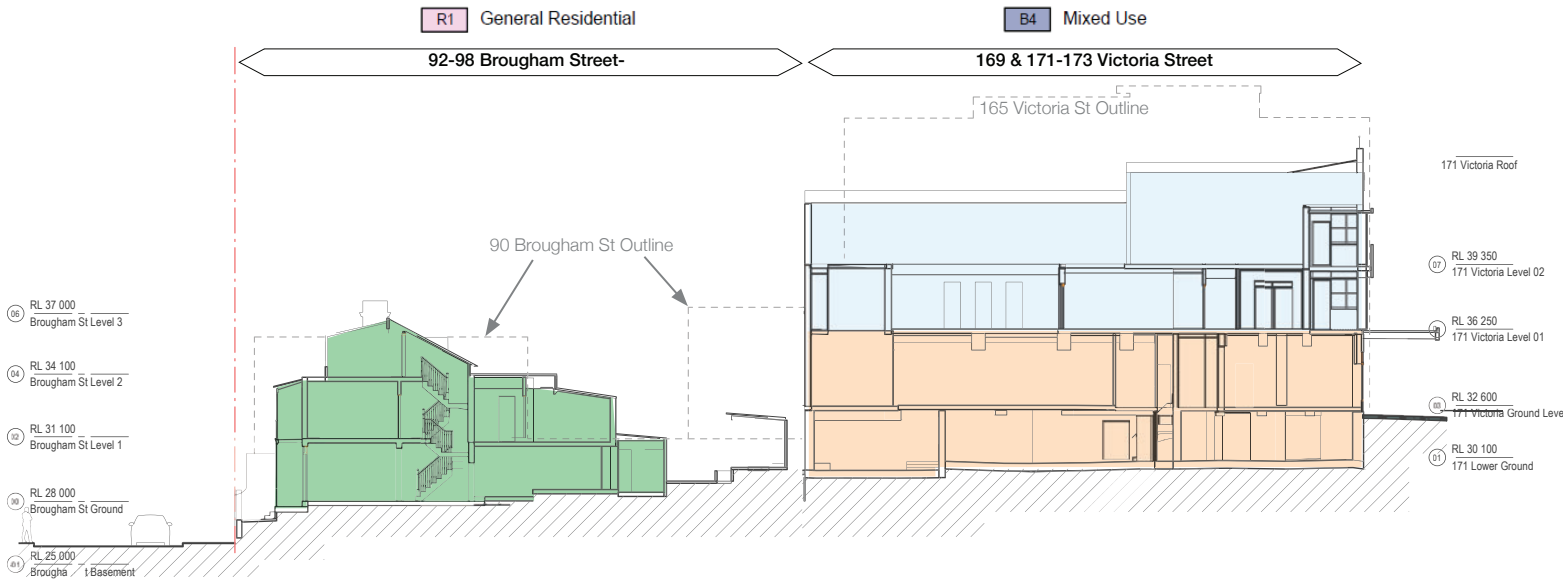 R1 General Residential
B4 Mixed Use
92-98 Brougham Street-
169 & 171-173 Victoria Street
165 Victoria St Outline
171 Victoria Roof
90 Brougham St Outline
07 RL 39 350
171 Victoria Level 02
06 RL 37 000
Brougham St Level 3
RL 36 250
171 Victoria Level 01
04 RL 34 100
Brougham St Level 2
RL 32 600
171 Victoria Ground Leve
RL 31 100
Brougham St Level 1
01 RL 30 100
171 Lower Ground
RL 28 000
Brougham St Ground
RL 25 000
Brougha t Basement